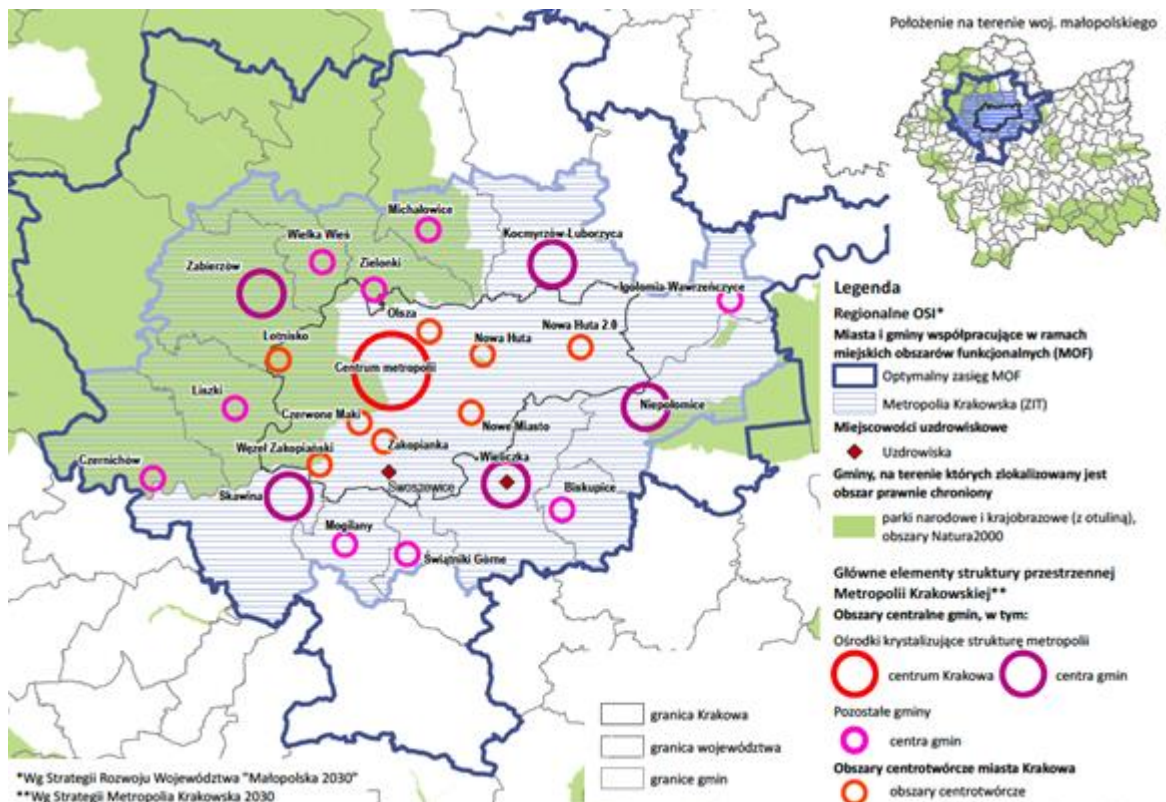 Położenie na terenie woj. małopolskiego
Michałowice
Wielka Wieś
Kocmyrzów-Luborzyca
Zabierzów
Zielonki
Igołomia-Wawrzeńczyce
Olsza
Lotnisko
Nowa Huta
Nowa Huta 2.0
Centrum metropolii
Liszki
Niepołomice
Czerwone Maki
Nowe Miasto
Zakopianka
Węzeł Zakopiański
Wieliczka
Czernichów
Swoszowice
Skawina
Biskupice
Mogilany
Świątniki Górne
Legenda
Regionalne OSI*
Miasta i gminy współpracujące w ramach
miejskich obszarów funkcjonalnych (MOF)
Optymalny zasięg MOF
Metropolia Krakowska (ZIT)
Miejscowości uzdrowiskowe
Uzdrowiska
Gminy, na terenie których zlokalizowany jest
obszar prawnie chroniony
parki narodowe i krajobrazowe (z otuliną),
obszary Natura2000
Główne elementy struktury przestrzennej
Metropolii Krakowskiej**
Obszary centralne gmin, w tym:
Ośrodki krystalizujące strukturę metropolii
centrum Krakowa
centra gmin
Pozostałe gminy
centra gmin
Obszary centrotwórcze miasta Krakowa
obszary centrotwórcze
granica Krakowa
granica województwa
granice gmin
*Wg Strategii Rozwoju Województwa "Małopolska 2030"
**Wg Strategii Metropolia Krakowska 2030